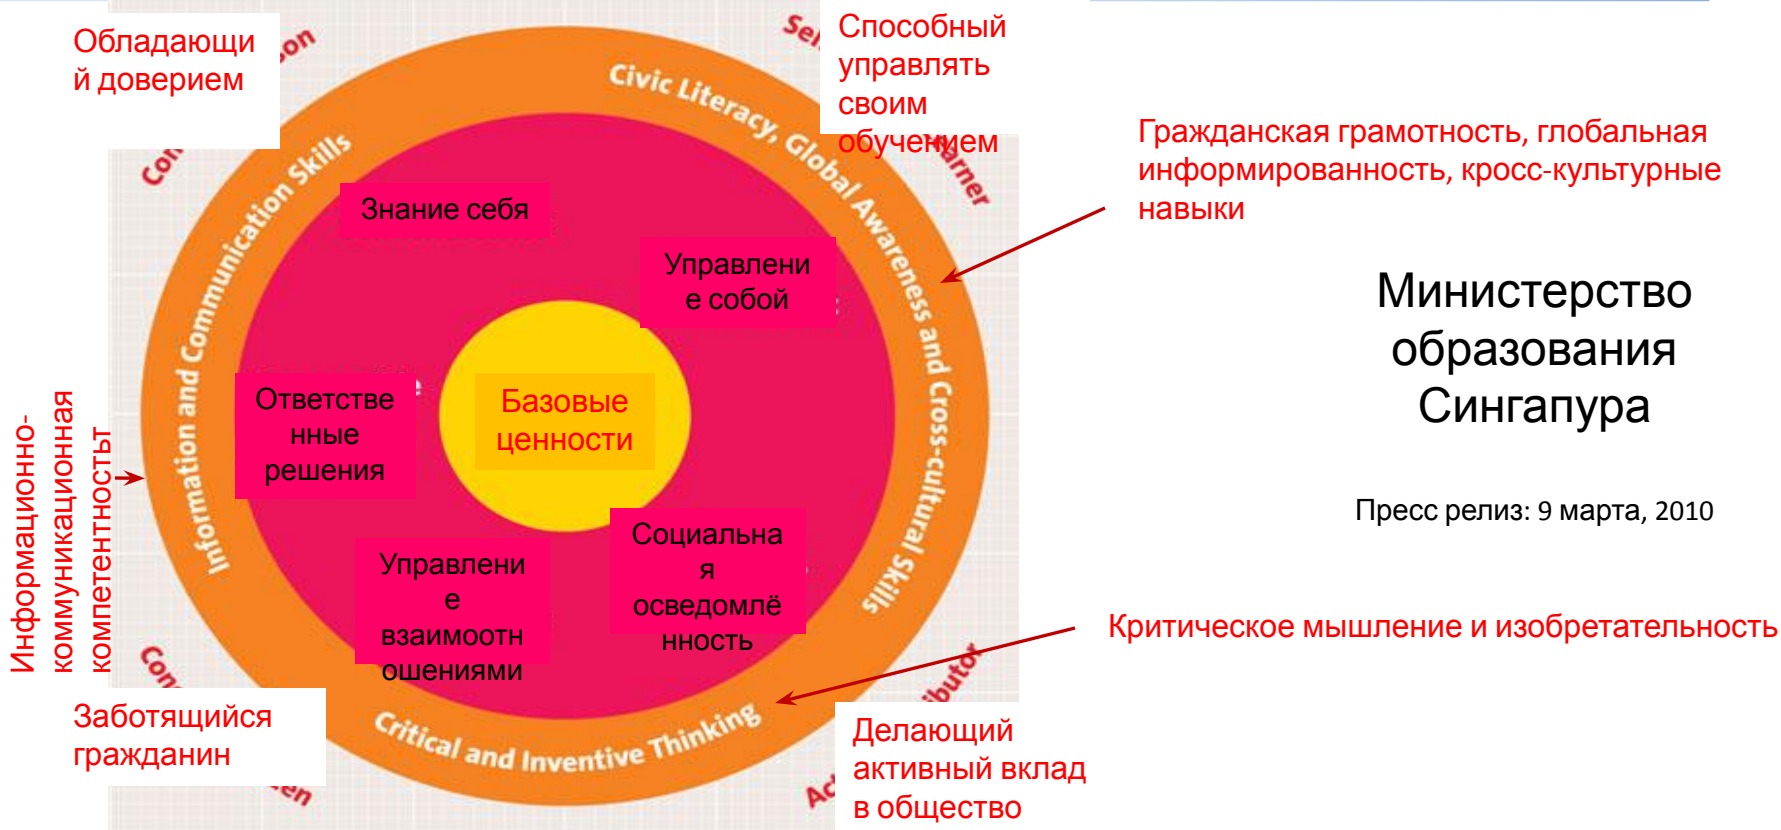 Обладающи
й доверием
Способный
управлять
своим
обучением
Civic Literacy, Global Awareness and Cross-cultural Skills
Information and Communication Skills
Critical and Inventive Thinking
Знание себя
Управлени
е собой
Ответстве
нные
решения
Базовые
ценности
Управлени
е
взаимоотн
ошениями
Социальна
я
осведомлё
нность
Информационно-
коммуникационная
компетентность
Заботящийся
гражданин
Делающий
активный вклад
в общество
Гражданская грамотность, глобальная
информированность, кросс-культурные
навыки
Министерство
образования
Сингапура
Пресс релиз: 9 марта, 2010
Критическое мышление и изобретательность